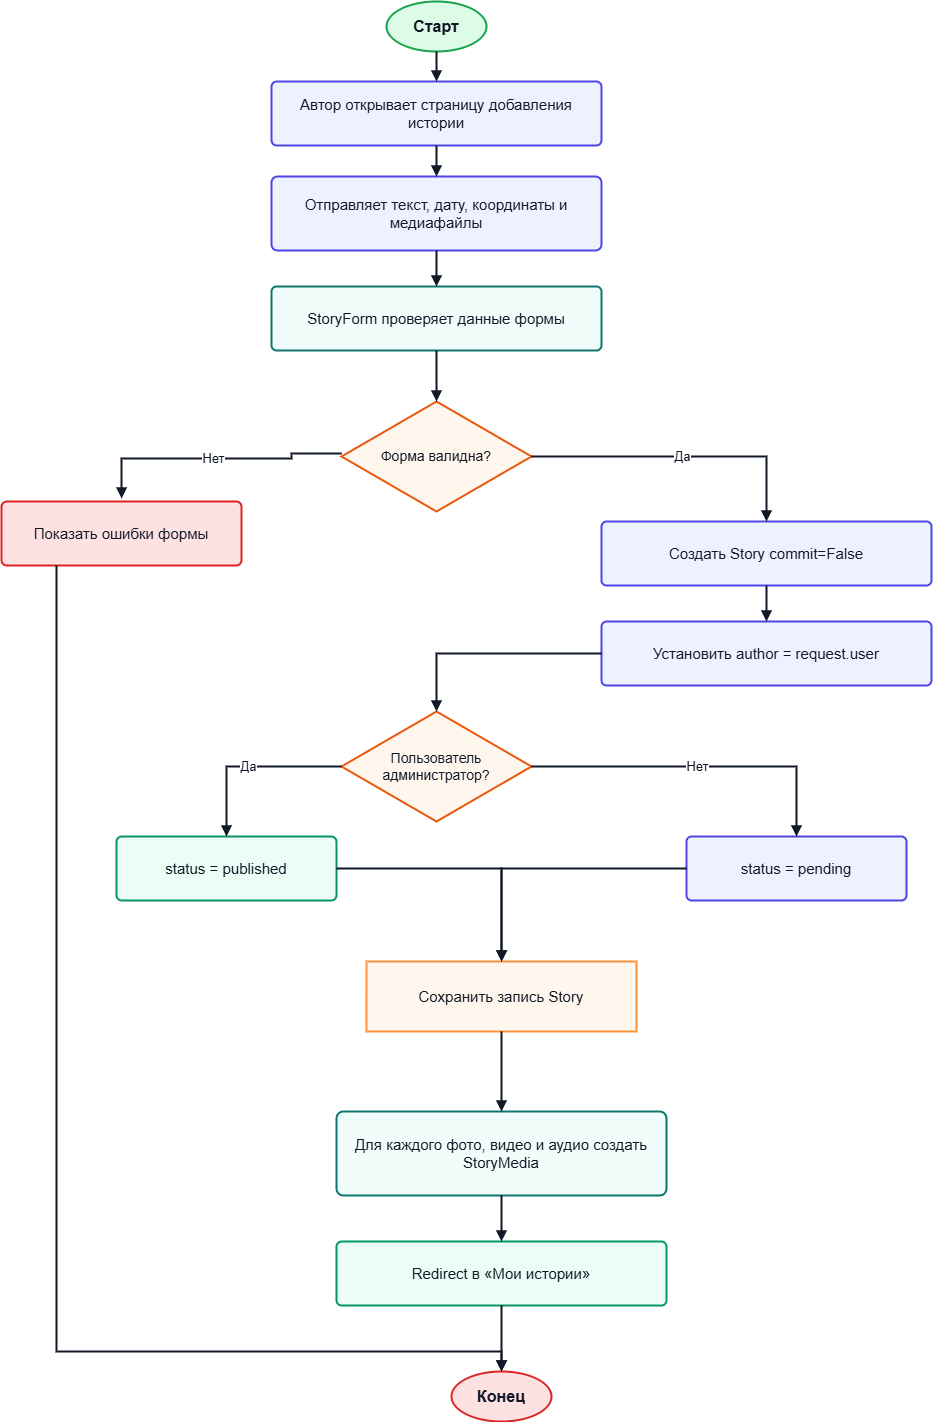 Старт
Автор открывает страницу добавления
истории
Отправляет текст, дату, координаты и
медиафайлы
StoryForm проверяет данные формы
Форма валидна?
Нет
Да
Показать ошибки формы
Создать Story commit=False
Установить author = request.user
Пользователь
администратор?
Да
Нет
status = published
status = pending
Сохранить запись Story
Для каждого фото, видео и аудио создать
StoryMedia
Redirect в «Мои истории»
Конец